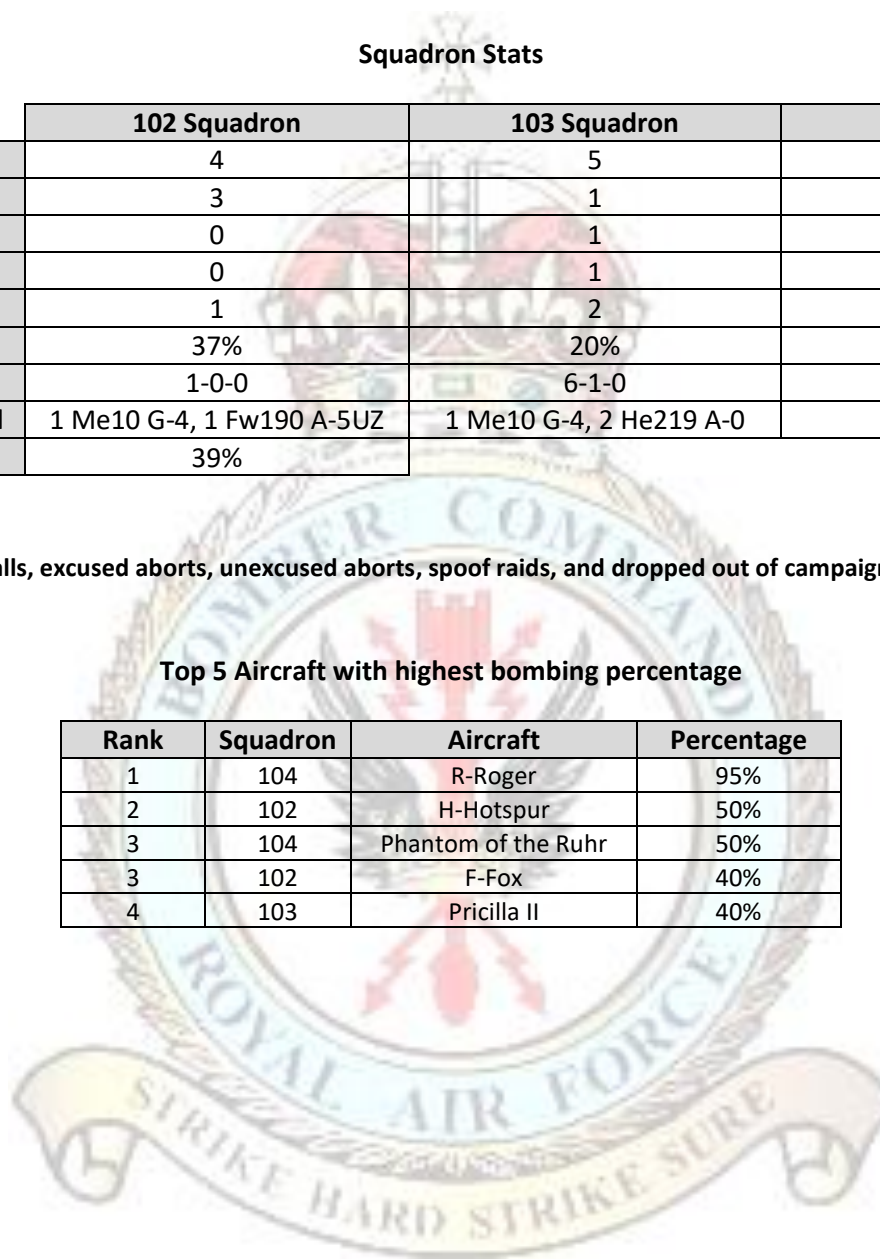 Squadron Stats
102 Squadron 103 Squadron
4 5
3 1
0 1
0 1
1 2
37% 20%
1-0-0 6-1-0
1 Me10 G-4, 1 Fw190 A-5UZ 1 Me10 G-4, 2 He219 A-0
39%
alls, excused aborts, unexcused aborts, spoof raids, and dropped out of campaign
Top 5 Aircraft with highest bombing percentage
Rank Squadron Aircraft Percentage
1 104 R-Roger 95%
2 102 H-Hotspur 50%
3 104 Phantom of the Ruhr 50%
3 102 F-Fox 40%
4 103 Pricilla II 40%
BOMBER COMMAND
ROYAL AIR FORCE
STRIKE HARD STRIKE SURE